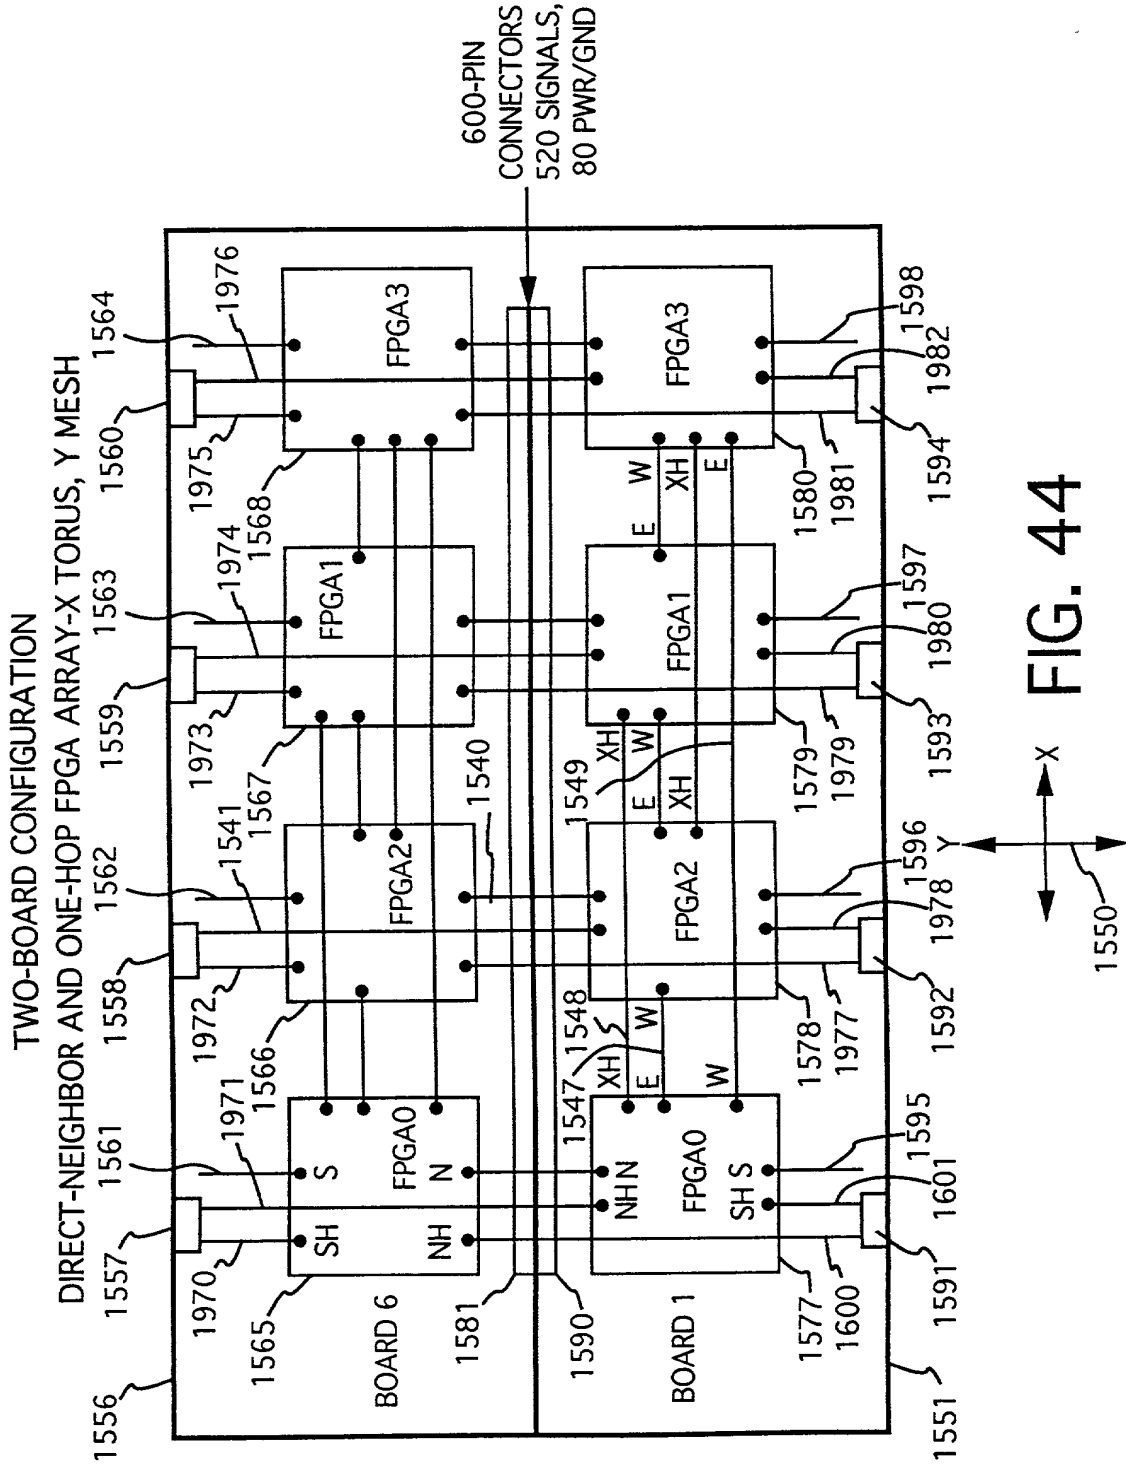 TWO-BOARD CONFIGURATION
DIRECT-NEIGHBOR AND ONE-HOP FPGA ARRAY-X TORUS, Y MESH
1556
1557
1561
1558
1562
1559
1563
1560
1564
1970
1971
1972
1541
1973
1974
1975
1976
1565
1566
1567
1568
SH
S
FPGA0
NH
N
FPGA2
FPGA1
FPGA3
BOARD 6
1581
1540
600-PIN
CONNECTORS
520 SIGNALS,
80 PWR/GND
1590
1547
1548
1549
BOARD 1
NH
N
FPGA0
SH
S
XH
E
W
W
FPGA2
E
XH
XH
W
FPGA1
E
W
XH
E
FPGA3
1577
1600
1601
1595
1578
1977
1978
1596
1579
1979
1980
1597
1580
1981
1982
1598
1551
1591
1592
1593
1594
Y
X
1550
FIG. 44